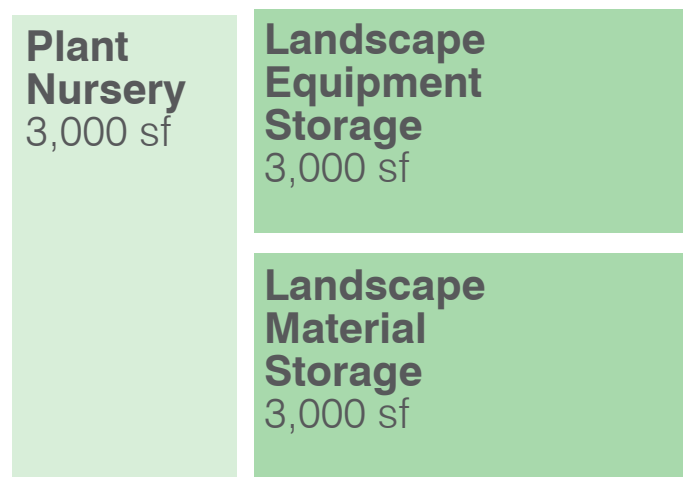 Plant
Nursery
3,000 sf
Landscape
Equipment
Storage
3,000 sf
Landscape
Material
Storage
3,000 sf